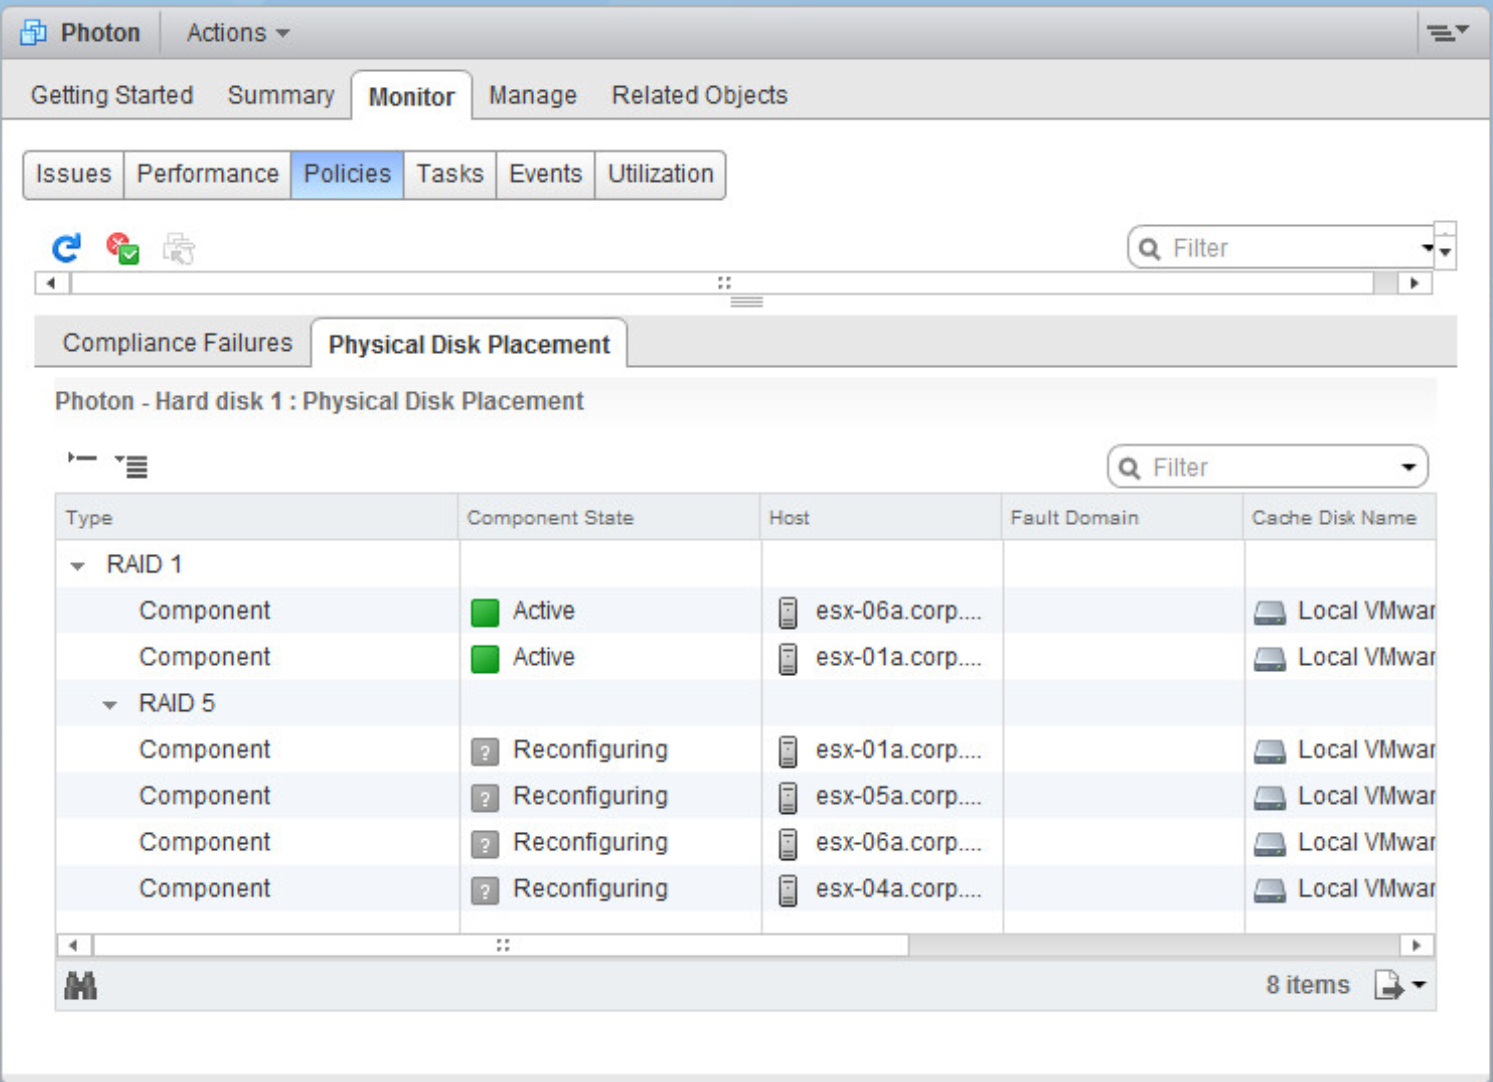 Photon Actions
Getting Started Summary Monitor Manage Related Objects
Issues Performance Policies Tasks Events Utilization
Filter
Compliance Failures Physical Disk Placement
Photon - Hard disk 1 : Physical Disk Placement
Filter
Type Component State Host Fault Domain Cache Disk Name
RAID 1
Component Active esx-06a.corp.... Local VMwar
Component Active esx-01a.corp.... Local VMwar
RAID 5
Component ? Reconfiguring esx-01a.corp.... Local VMwar
Component ? Reconfiguring esx-05a.corp.... Local VMwar
Component ? Reconfiguring esx-06a.corp.... Local VMwar
Component ? Reconfiguring esx-04a.corp.... Local VMwar
8 items